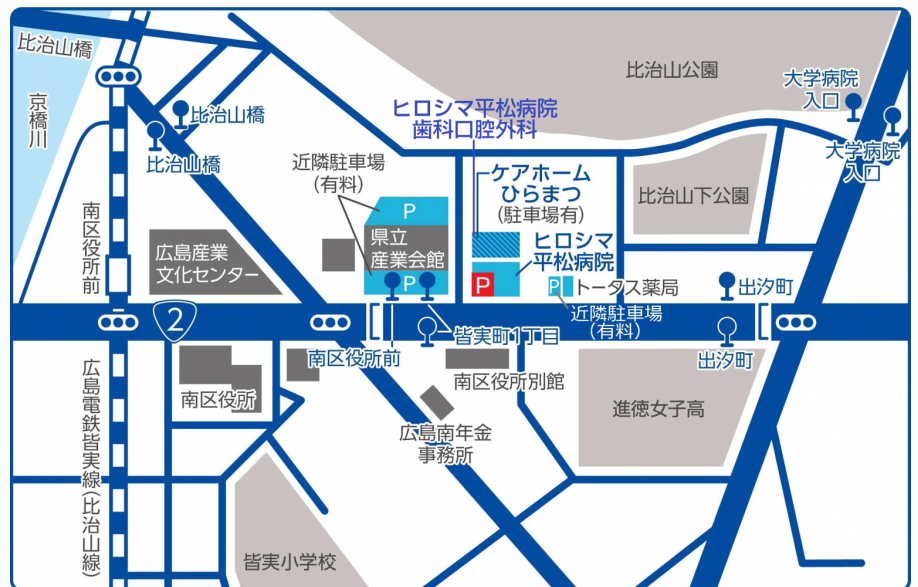 比治山橋
京橋川
比治山橋
比治山橋
ヒロシマ平松病院
歯科口腔外科
比治山公園
大学病院
入口
大学病院
入口
近隣駐車場
(有料)
P
ケアホーム
ひらまつ
(駐車場有)
比治山下公園
南区役所前
広島産業
文化センター
県立
産業会館
P
ヒロシマ
平松病院
P
P
トータス薬局
出汐町
2
近隣駐車場
(有料)
皆実町1丁目
南区役所前
出汐町
南区役所
南区役所別館
広島南年金
事務所
進徳女子高
広島電鉄皆実線(比治山線)
皆実小学校